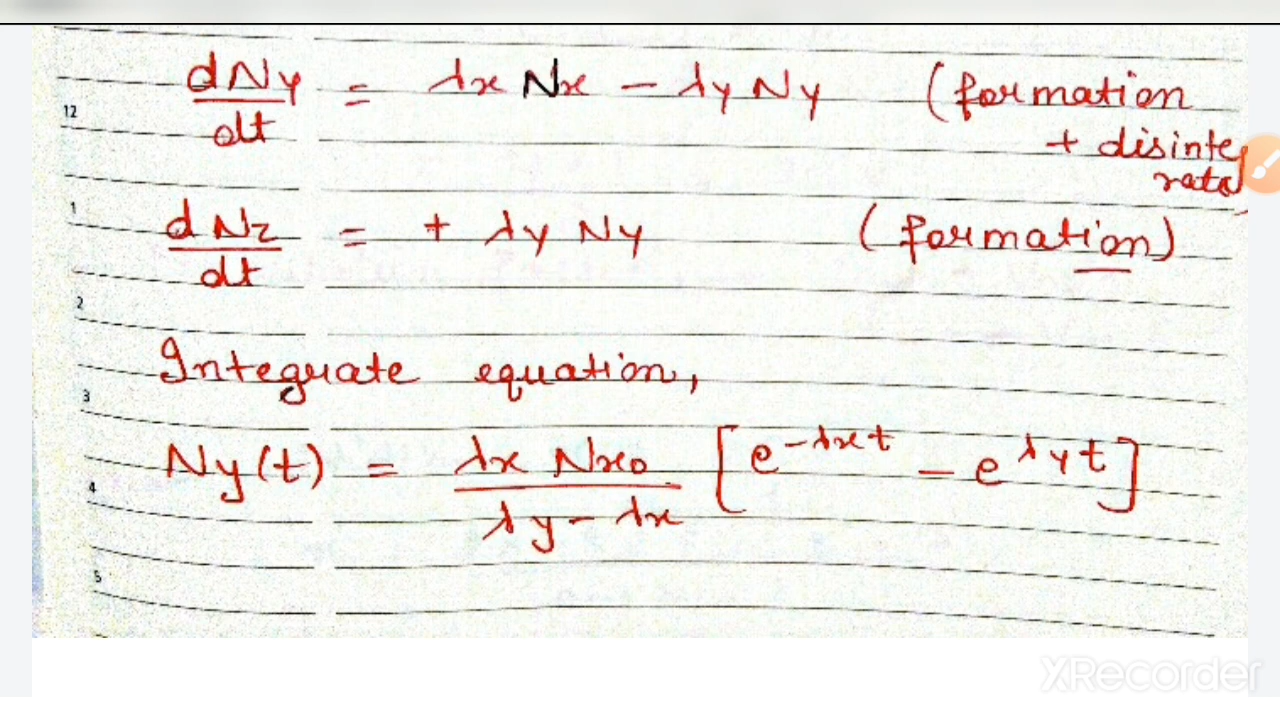 dNy/dt = λx Nx − λy Ny (formation
12
+ disinteg
rate)
1
dNz/dt = + λy Ny (formation)
2
Integrate equation,
3
Ny(t) = λx Nx₀/λy − λx [e^−λxt − e^λyt]
4
5
XRecorder